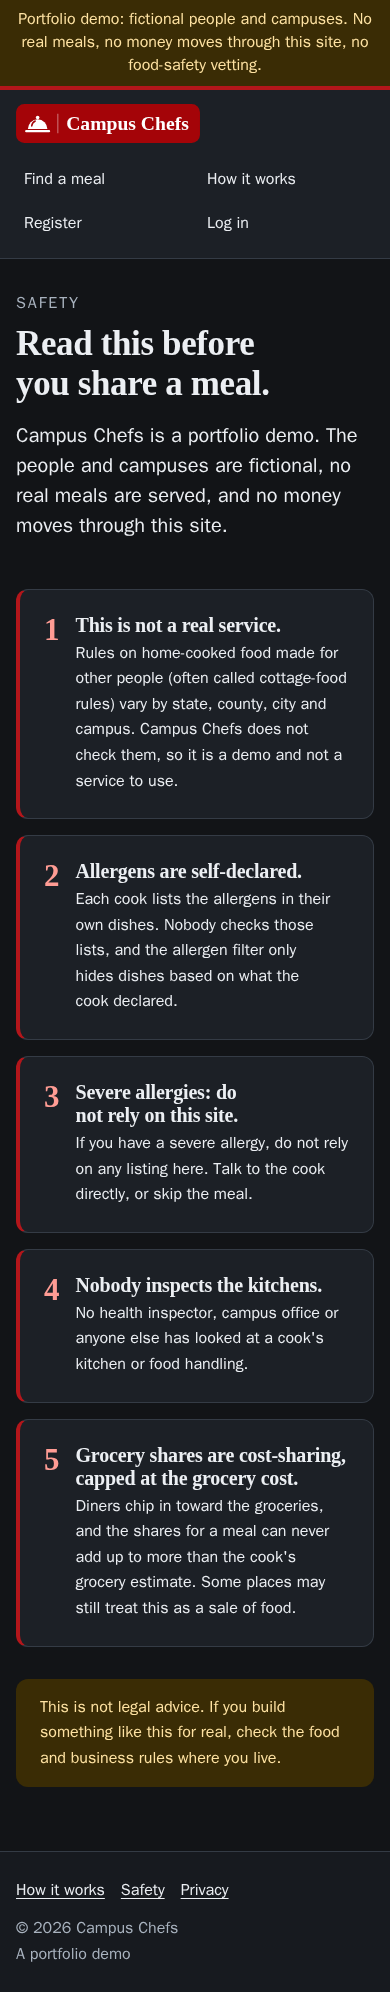 Portfolio demo: fictional people and campuses. No
real meals, no money moves through this site, no
food-safety vetting.
Campus Chefs
Find a meal
How it works
Register
Log in
SAFETY
Read this before
you share a meal.
Campus Chefs is a portfolio demo. The
people and campuses are fictional, no
real meals are served, and no money
moves through this site.
1
This is not a real service.
Rules on home-cooked food made for
other people (often called cottage-food
rules) vary by state, county, city and
campus. Campus Chefs does not
check them, so it is a demo and not a
service to use.
2
Allergens are self-declared.
Each cook lists the allergens in their
own dishes. Nobody checks those
lists, and the allergen filter only
hides dishes based on what the
cook declared.
3
Severe allergies: do
not rely on this site.
If you have a severe allergy, do not rely
on any listing here. Talk to the cook
directly, or skip the meal.
4
Nobody inspects the kitchens.
No health inspector, campus office or
anyone else has looked at a cook's
kitchen or food handling.
5
Grocery shares are cost-sharing,
capped at the grocery cost.
Diners chip in toward the groceries,
and the shares for a meal can never
add up to more than the cook's
grocery estimate. Some places may
still treat this as a sale of food.
This is not legal advice. If you build
something like this for real, check the food
and business rules where you live.
How it works Safety Privacy
© 2026 Campus Chefs
A portfolio demo